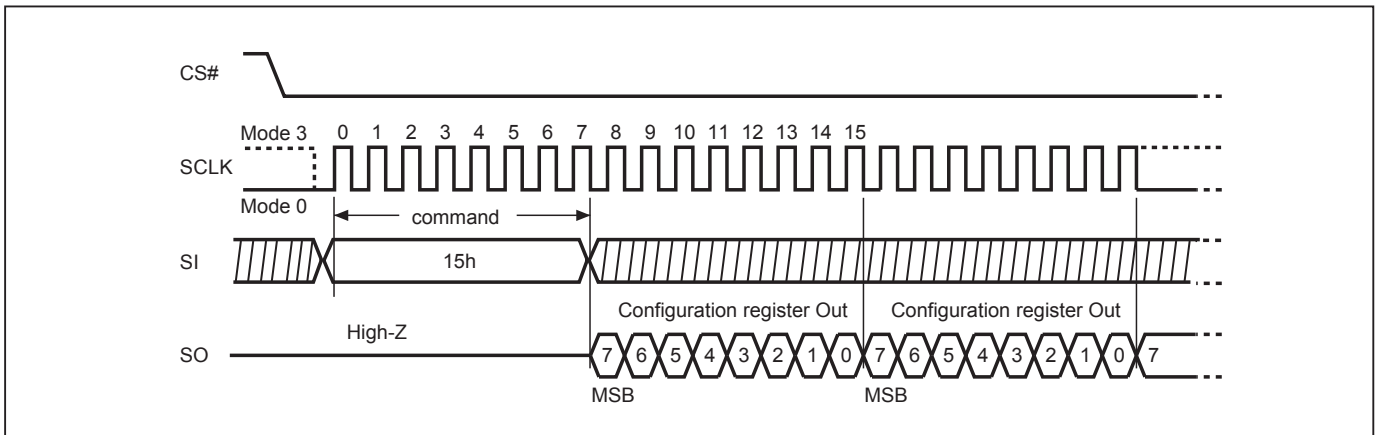 CS#
Mode 3 0 1 2 3 4 5 6 7 8 9 10 11 12 13 14 15
SCLK
Mode 0
command
SI 15h
Configuration register Out Configuration register Out
High-Z
SO 7 6 5 4 3 2 1 0 7 6 5 4 3 2 1 0 7
MSB MSB